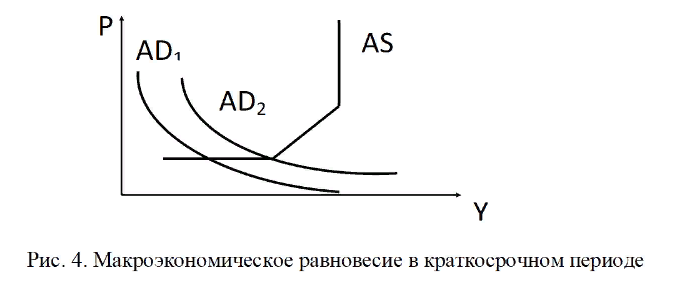 P
AD₁
AS
AD₂
Y
Рис. 4. Макроэкономическое равновесие в краткосрочном периоде